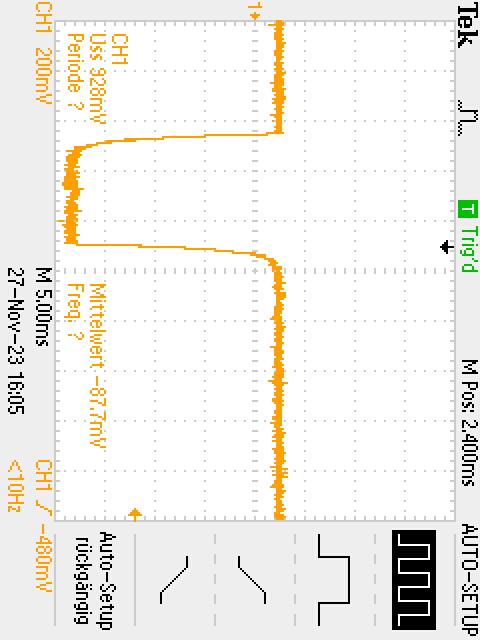 Tek
T Trig'd
M Pos: 2.400ms
AUTO-SETUP
1
CH1
Uss 928mV
Periode ?
Mittelwert -87.7mV
Freq. ?
Auto-Setup
rückgängig
CH1 200mV
M 5.00ms
CH1 / -480mV
27-Nov-23 16:05
<10Hz